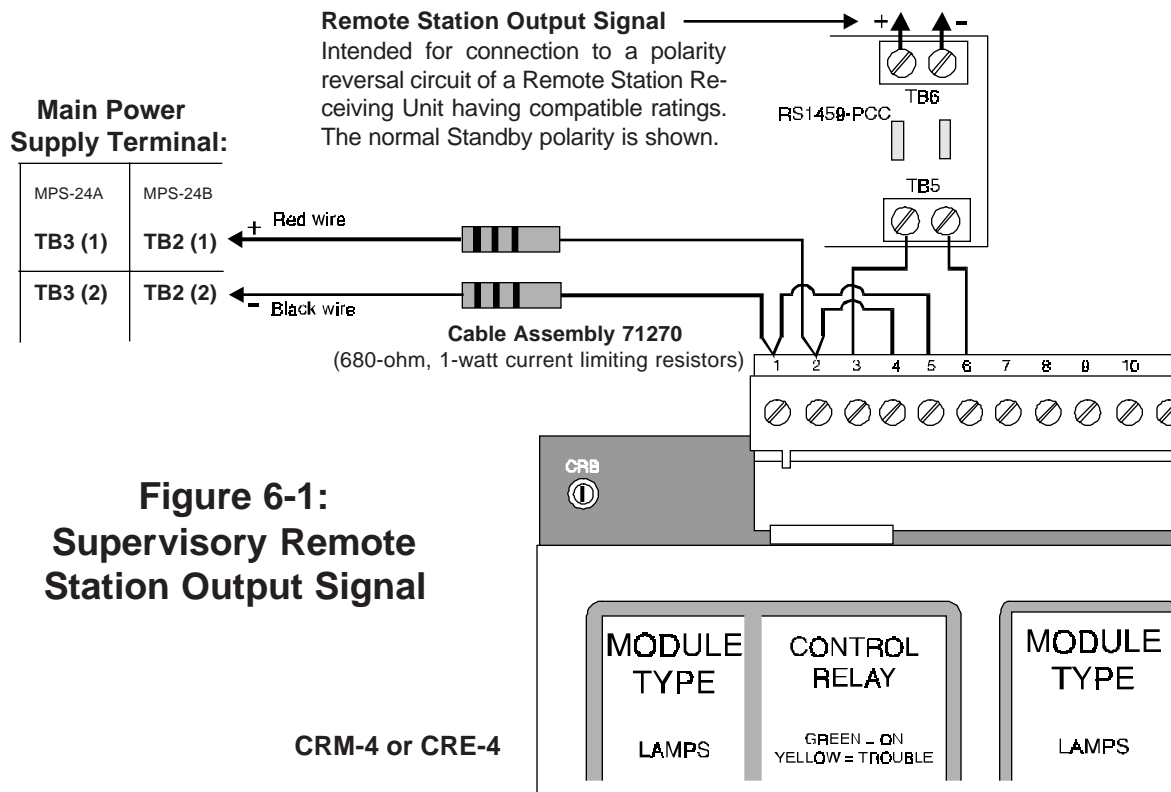 Remote Station Output Signal
+ -
Intended for connection to a polarity
reversal circuit of a Remote Station Re-
ceiving Unit having compatible ratings.
The normal Standby polarity is shown.
TB6
RS1459-PCC
TB5
Main Power
Supply Terminal:
MPS-24A MPS-24B
TB3 (1) TB2 (1)
+ Red wire
TB3 (2) TB2 (2)
- Black wire
Cable Assembly 71270
(680-ohm, 1-watt current limiting resistors)
1 2 3 4 5 6 7 8 9 10
CRB
Figure 6-1:
Supervisory Remote
Station Output Signal
MODULE
TYPE
LAMPS
CONTROL
RELAY
GREEN = ON
YELLOW = TROUBLE
MODULE
TYPE
LAMPS
CRM-4 or CRE-4